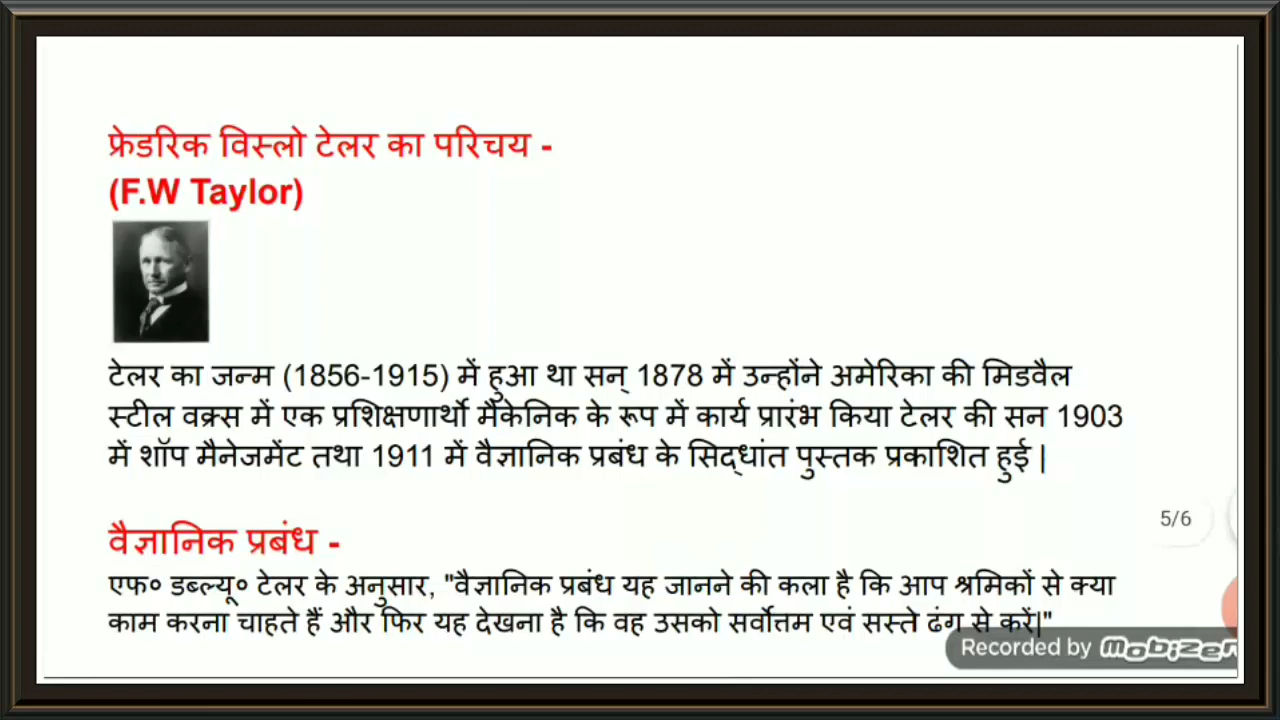 फ्रेडरिक विस्लो टेलर का परिचय -
(F.W Taylor)
टेलर का जन्म (1856-1915) में हुआ था सन् 1878 में उन्होंने अमेरिका की मिडवैल
स्टील वक्र्स में एक प्रशिक्षणार्थो मैकेनिक के रूप में कार्य प्रारंभ किया टेलर की सन 1903
में शॉप मैनेजमेंट तथा 1911 में वैज्ञानिक प्रबंध के सिद्धांत पुस्तक प्रकाशित हुई |
5/6
वैज्ञानिक प्रबंध -
एफ० डब्ल्यू० टेलर के अनुसार, "वैज्ञानिक प्रबंध यह जानने की कला है कि आप श्रमिकों से क्या
काम करना चाहते हैं और फिर यह देखना है कि वह उसको सर्वोत्तम एवं सस्ते ढंग से करें|"
Recorded by Mobizen